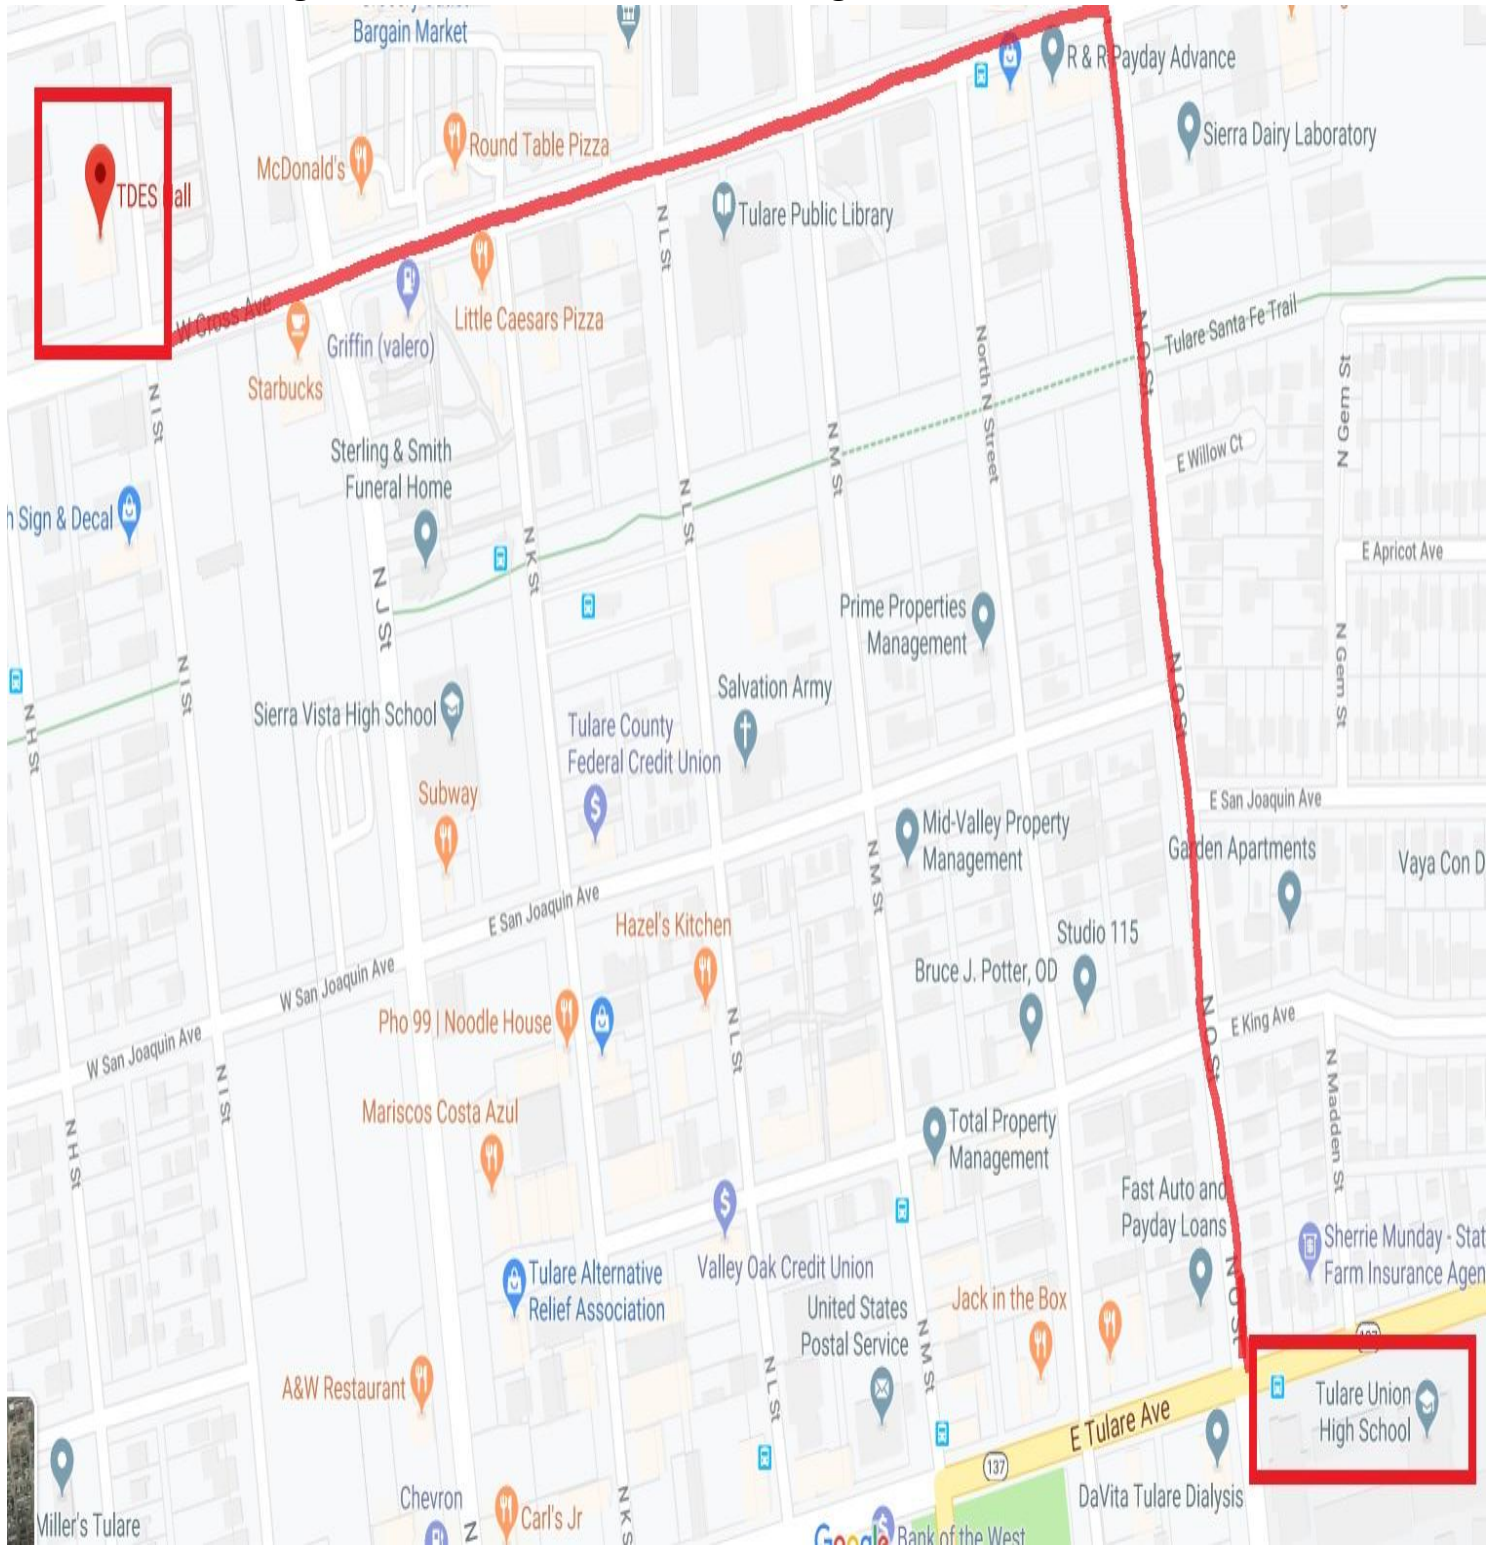 Bargain Market
R & R Payday Advance
Sierra Dairy Laboratory
Round Table Pizza
McDonald's
TDES
Tulare Public Library
N L St
W Cross Ave
Little Caesars Pizza
Griffin (valero)
Starbucks
Tulare Santa Fe Trail
N O St
North N Street
N I St
N Gem St
Sterling & Smith
Funeral Home
N M St
E Willow Ct
Sign & Decal
N L St
N K St
E Apricot Ave
N J St
Prime Properties
Management
N Gem St
N I St
Salvation Army
N O St
Sierra Vista High School
Tulare County
Federal Credit Union
N H St
Subway
E San Joaquin Ave
Mid-Valley Property
Management
Garden Apartments
Vaya Con D
N M St
E San Joaquin Ave
Hazel's Kitchen
Studio 115
Bruce J. Potter, OD
W San Joaquin Ave
Pho 99 | Noodle House
N L St
N O St
E King Ave
W San Joaquin Ave
N I St
N Madden St
Mariscos Costa Azul
Total Property
Management
N H St
Fast Auto and
Payday Loans
Sherrie Munday - Stat
Farm Insurance Agen
Valley Oak Credit Union
Tulare Alternative
Relief Association
N O St
Jack in the Box
United States
Postal Service
N M St
A&W Restaurant
N L St
Tulare Union
High School
E Tulare Ave
137
DaVita Tulare Dialysis
Chevron
Carl's Jr
N K S
N
Miller's Tulare
Google
Bank of the West